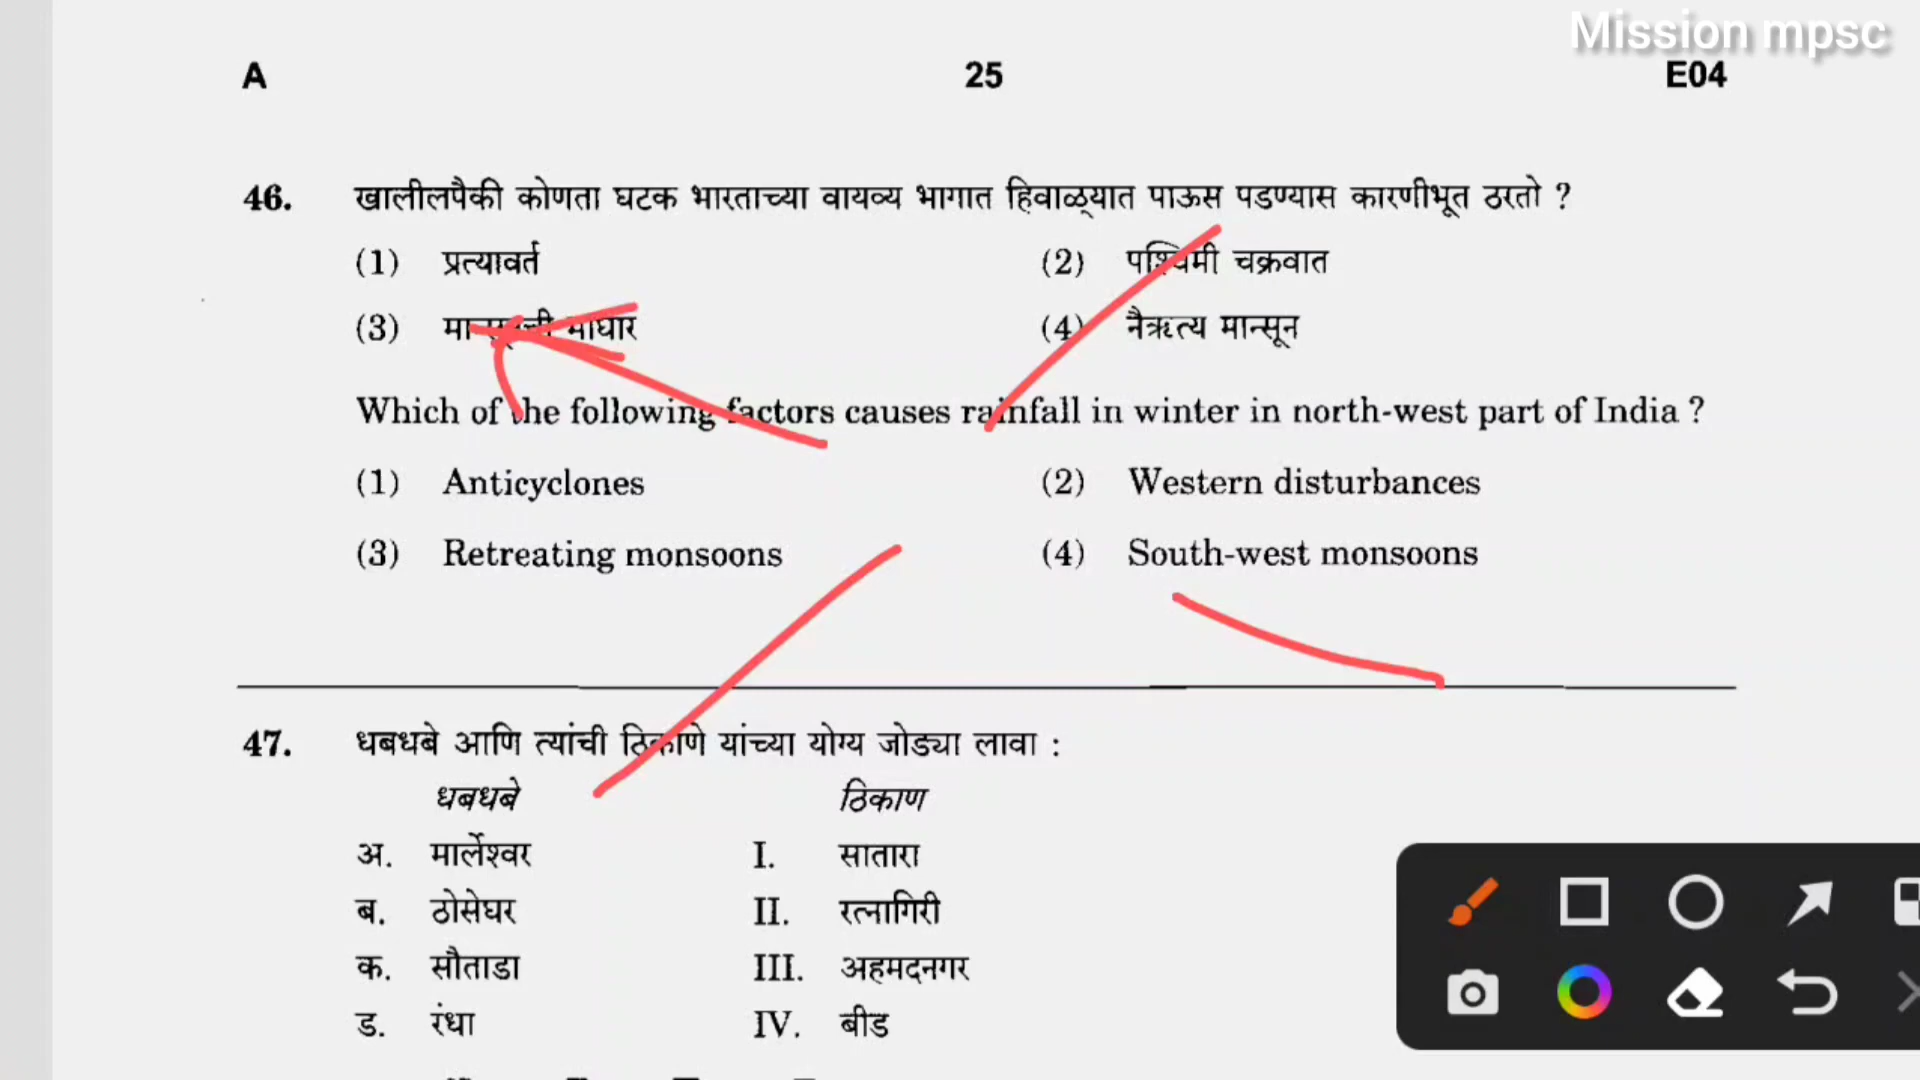 Mission mpsc
A 25 E04
46. खालीलपैकी कोणता घटक भारताच्या वायव्य भागात हिवाळ्यात पाऊस पडण्यास कारणीभूत ठरतो ?
(1) प्रत्यावर्त (2) पश्चिमी चक्रवात
(3) मान्सूनची माघार (4) नैऋत्य मान्सून
Which of the following factors causes rainfall in winter in north-west part of India ?
(1) Anticyclones (2) Western disturbances
(3) Retreating monsoons (4) South-west monsoons
47. धबधबे आणि त्यांची ठिकाणे यांच्या योग्य जोड्या लावा :
धबधबे ठिकाण
अ. मार्लेश्वर I. सातारा
ब. ठोसेघर II. रत्नागिरी
क. सौताडा III. अहमदनगर
ड. रंधा IV. बीड